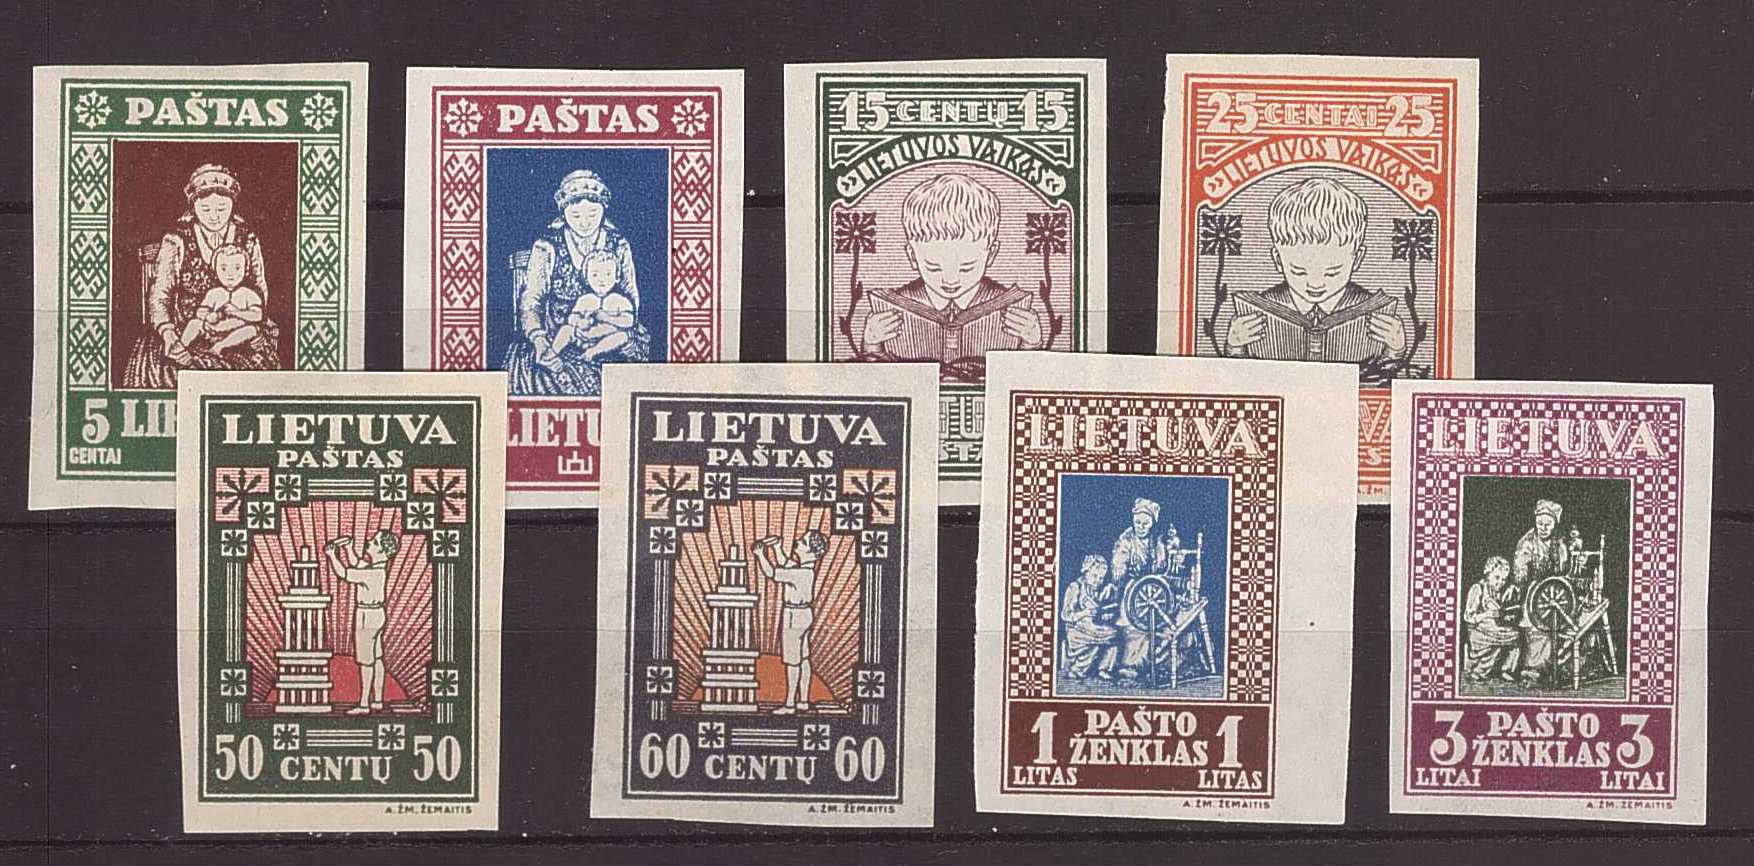 PAŠTAS
5 LIE
CENTAI
PAŠTAS
LIETU
15 CENTŲ 15
LIETUVOS VAIKAS
25 CENTAI 25
LIETUVOS VAIKAS
A.ŽM.
LIETUVA
PAŠTAS
50 50
CENTŲ
A. ŽM. ŽEMAITIS
LIETUVA
PAŠTAS
60 60
CENTŲ
A. ŽM. ŽEMAITIS
LIETUVA
1 PAŠTO 1
ŽENKLAS
LITAS LITAS
A. ŽM. ŽEMAITIS
LIETUVA
3 PAŠTO 3
ŽENKLAS
LITAI LITAI
A. ŽM. ŽEMAITIS